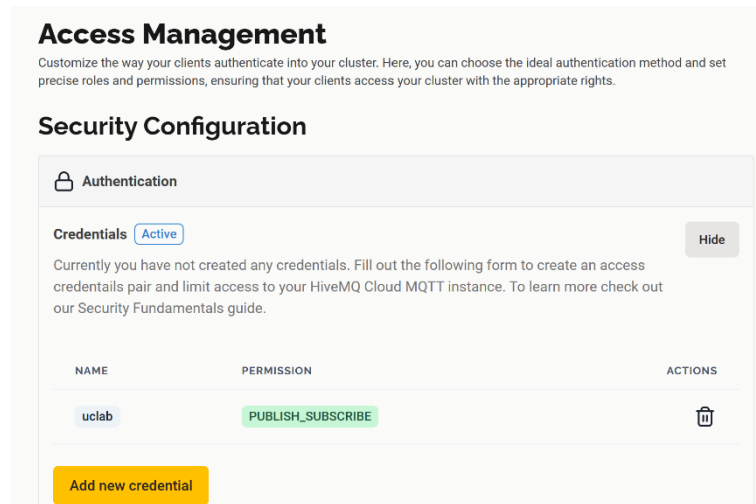 Access Management
Customize the way your clients authenticate into your cluster. Here, you can choose the ideal authentication method and set
precise roles and permissions, ensuring that your clients access your cluster with the appropriate rights.
Security Configuration
Authentication
Credentials Active
Hide
Currently you have not created any credentials. Fill out the following form to create an access
credentails pair and limit access to your HiveMQ Cloud MQTT instance. To learn more check out
our Security Fundamentals guide.
NAME PERMISSION ACTIONS
uclab PUBLISH_SUBSCRIBE
Add new credential